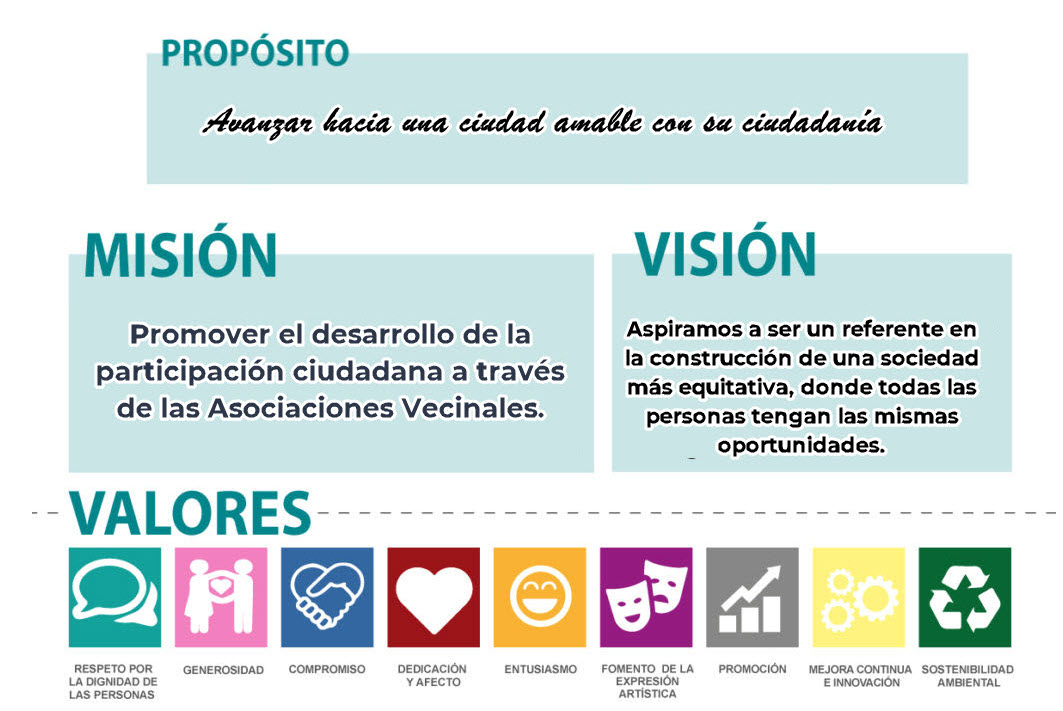 PROPÓSITO
Avanzar hacia una ciudad amable con su ciudadanía
MISIÓN
Promover el desarrollo de la
participación ciudadana a través
de las Asociaciones Vecinales.
VISIÓN
Aspiramos a ser un referente en
la construcción de una sociedad
más equitativa, donde todas las
personas tengan las mismas
oportunidades.
VALORES
RESPETO POR
LA DIGNIDAD DE
LAS PERSONAS
GENEROSIDAD
COMPROMISO
DEDICACIÓN
Y AFECTO
ENTUSIASMO
FOMENTO DE LA
EXPRESIÓN
ARTÍSTICA
PROMOCIÓN
MEJORA CONTINUA
E INNOVACIÓN
SOSTENIBILIDAD
AMBIENTAL